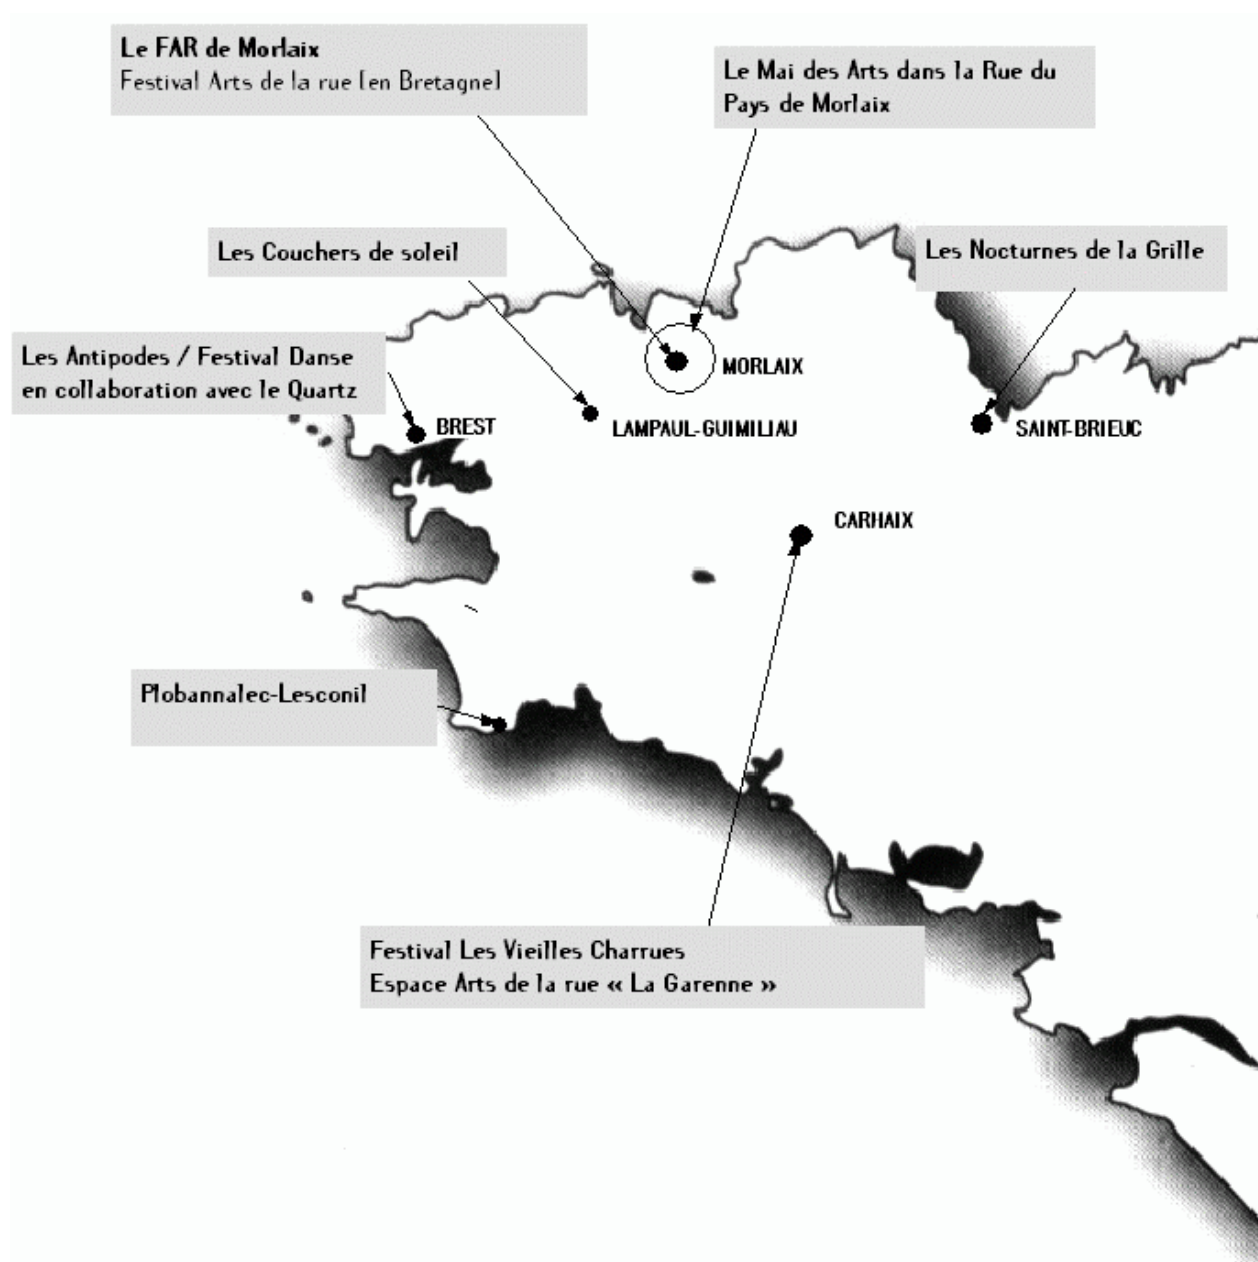 Le FAR de Morlaix
Festival Arts de la rue [en Bretagne]
Le Mai des Arts dans la Rue du
Pays de Morlaix
Les Couchers de soleil
Les Nocturnes de la Grille
Les Antipodes / Festival Danse
en collaboration avec le Quartz
MORLAIX
BREST
LAMPAUL-GUIMILIAU
SAINT-BRIEUC
CARHAIX
Plobannalec-Lesconil
Festival Les Vieilles Charrues
Espace Arts de la rue « La Garenne »